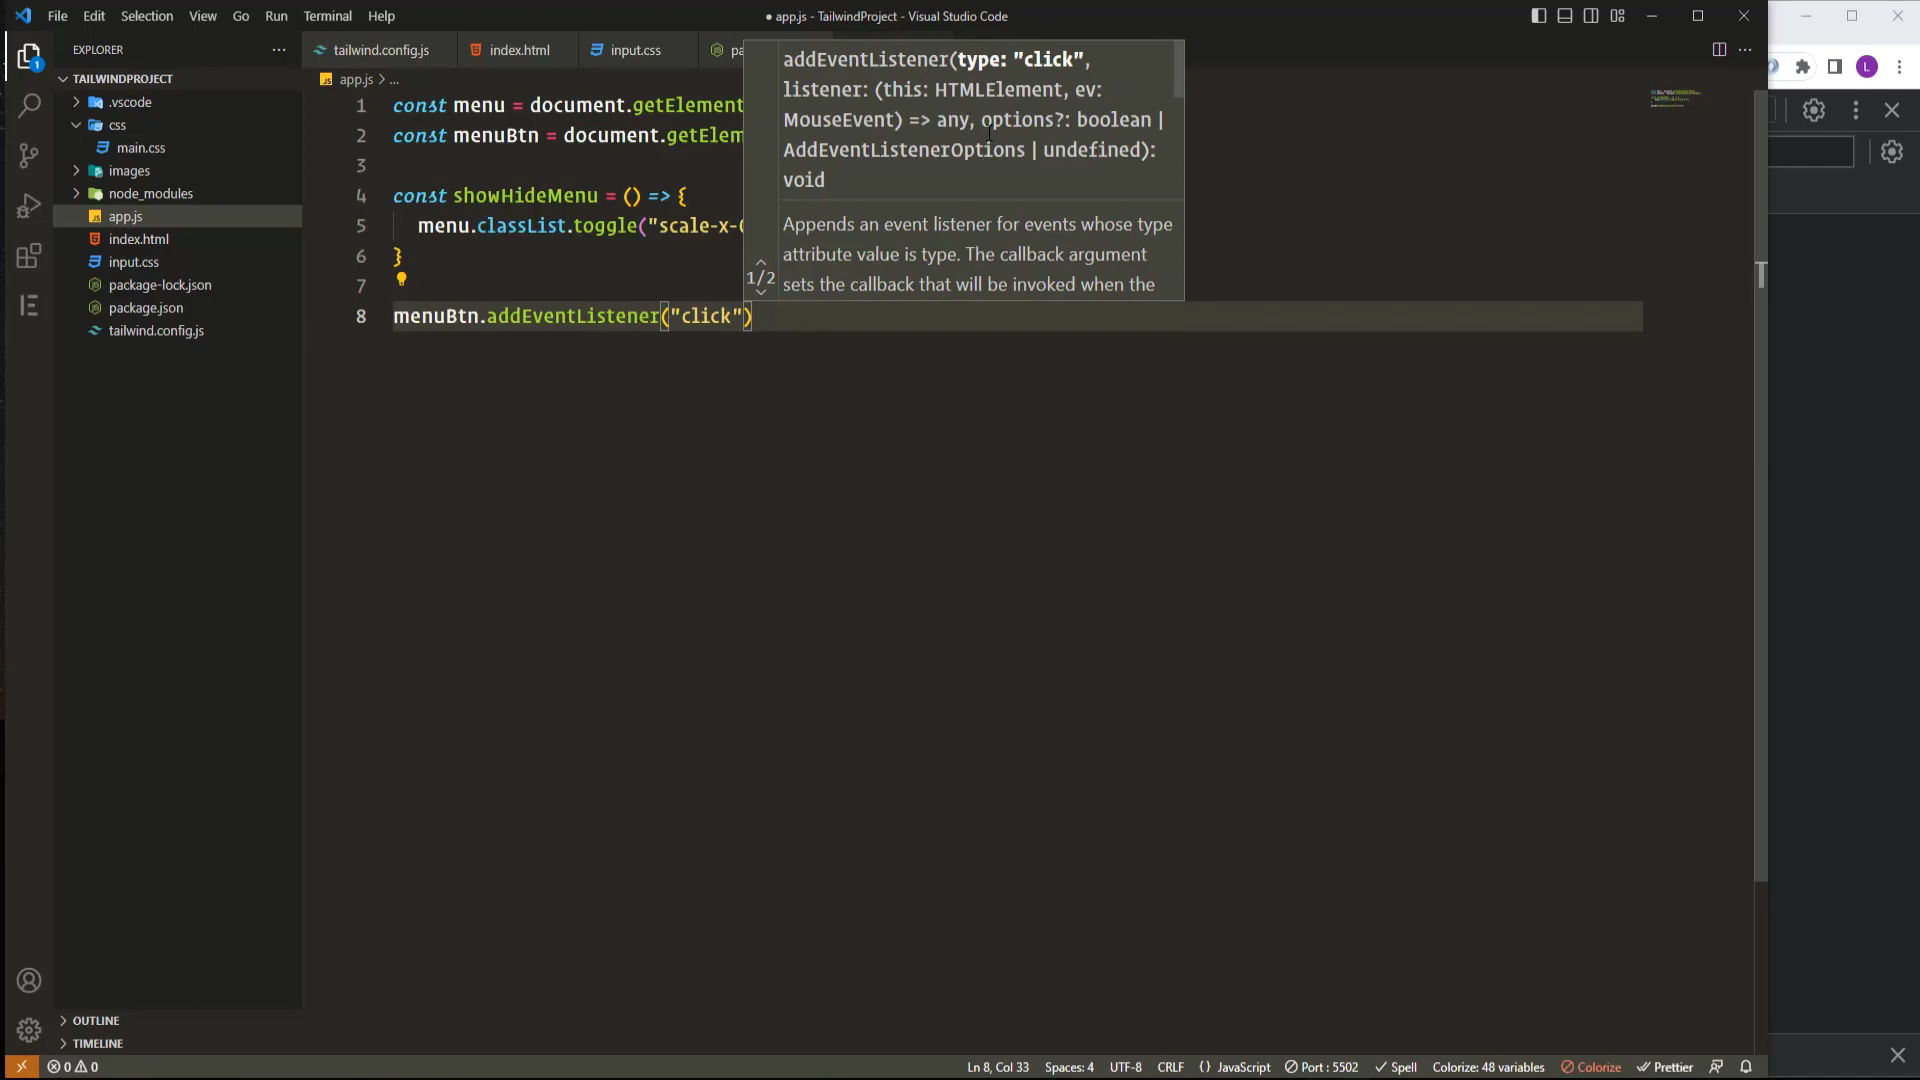 File Edit Selection View Go Run Terminal Help
● app.js - TailwindProject - Visual Studio Code
EXPLORER
TAILWINDPROJECT
.vscode
css
main.css
images
node_modules
app.js
index.html
input.css
package-lock.json
package.json
tailwind.config.js
OUTLINE
TIMELINE
tailwind.config.js index.html input.css pa
app.js > ...
1 const menu = document.getElement
2 const menuBtn = document.getElem
3
4 const showHideMenu = () => {
5 menu.classList.toggle("scale-x-
6 }
7
8 menuBtn.addEventListener("click")
addEventListener(type: "click",
listener: (this: HTMLElement, ev:
MouseEvent) => any, options?: boolean |
AddEventListenerOptions | undefined):
void
Appends an event listener for events whose type
attribute value is type. The callback argument
sets the callback that will be invoked when the
1/2
L
1
0 0
Ln 8, Col 33 Spaces: 4 UTF-8 CRLF {} JavaScript Port : 5502 Spell Colorize: 48 variables Colorize Prettier